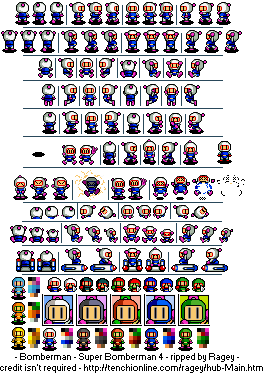 - Bomberman - Super Bomberman 4 - ripped by Ragey -
credit isn't required - http://tenchionline.com/ragey/hub-Main.htm